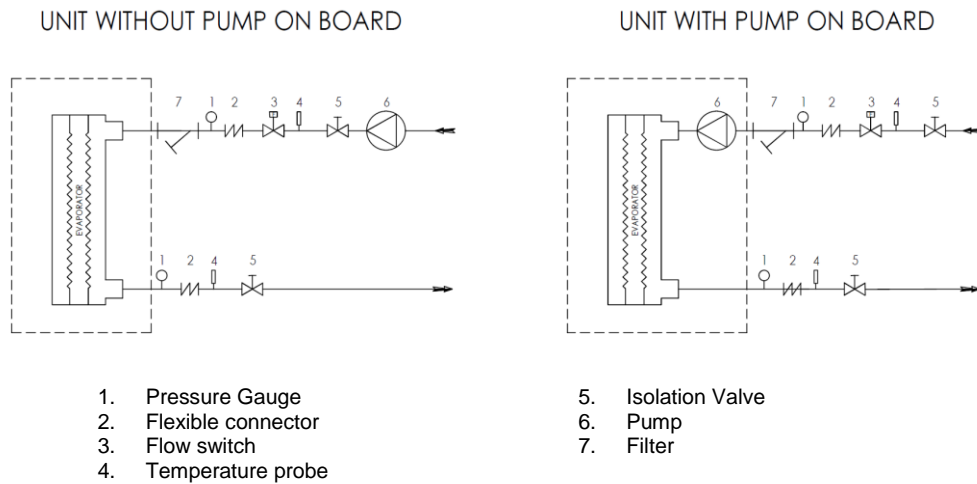 UNIT WITHOUT PUMP ON BOARD
UNIT WITH PUMP ON BOARD
7 1 2 3 4 5 6
EVAPORATOR
1 2 4 5
6 7 1 2 3 4 5
EVAPORATOR
1 2 4 5
1. Pressure Gauge
2. Flexible connector
3. Flow switch
4. Temperature probe
5. Isolation Valve
6. Pump
7. Filter